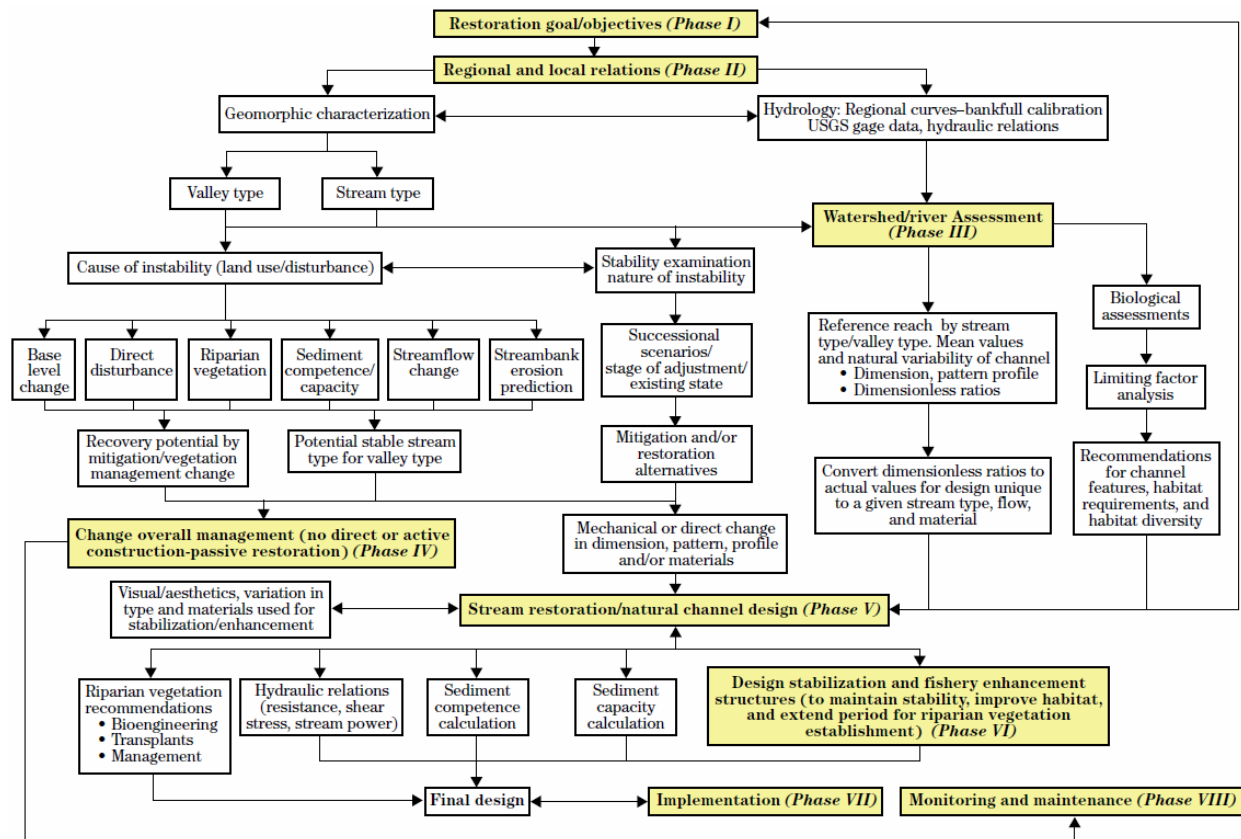 Restoration goal/objectives (Phase I)
Regional and local relations (Phase II)
Geomorphic characterization
Hydrology: Regional curves–bankfull calibration
USGS gage data, hydraulic relations
Valley type
Stream type
Watershed/river Assessment
(Phase III)
Cause of instability (land use/disturbance)
Stability examination
nature of instability
Biological
assessments
Base
level
change
Direct
disturbance
Riparian
vegetation
Sediment
competence/
capacity
Streamflow
change
Streambank
erosion
prediction
Successional
scenarios/
stage of adjustment/
existing state
Reference reach by stream
type/valley type. Mean values
and natural variability of channel
• Dimension, pattern profile
• Dimensionless ratios
Limiting factor
analysis
Recovery potential by
mitigation/vegetation
management change
Potential stable stream
type for valley type
Mitigation and/or
restoration
alternatives
Convert dimensionless ratios to
actual values for design unique
to a given stream type, flow,
and material
Recommendations
for channel
features, habitat
requirements, and
habitat diversity
Change overall management (no direct or active
construction-passive restoration) (Phase IV)
Mechanical or direct change
in dimension, pattern, profile
and/or materials
Visual/aesthetics, variation in
type and materials used for
stabilization/enhancement
Stream restoration/natural channel design (Phase V)
Riparian vegetation
recommendations
• Bioengineering
• Transplants
• Management
Hydraulic relations
(resistance, shear
stress, stream power)
Sediment
competence
calculation
Sediment
capacity
calculation
Design stabilization and fishery enhancement
structures (to maintain stability, improve habitat,
and extend period for riparian vegetation
establishment) (Phase VI)
Final design
Implementation (Phase VII)
Monitoring and maintenance (Phase VIII)